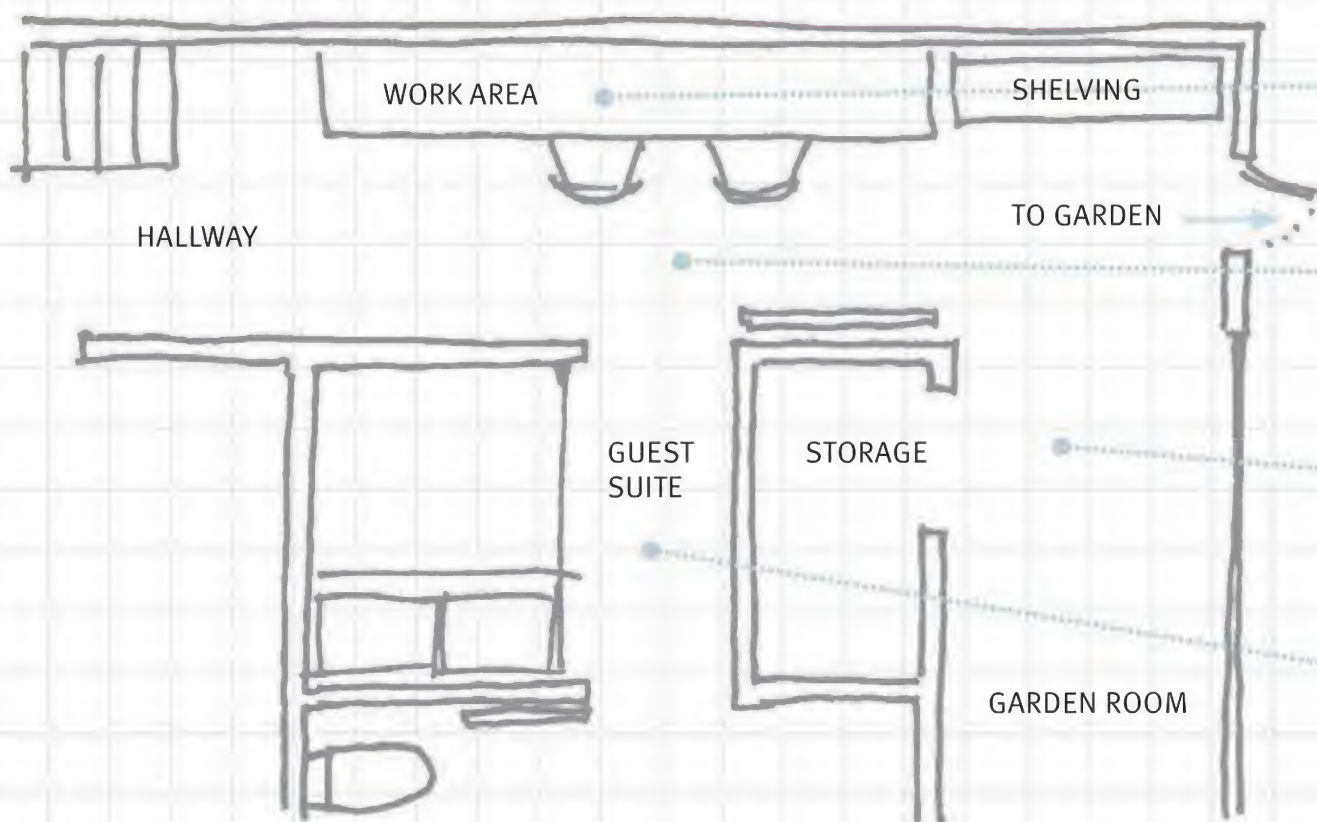 WORK AREA
SHELVING
TO GARDEN
HALLWAY
GUEST
SUITE
STORAGE
GARDEN ROOM